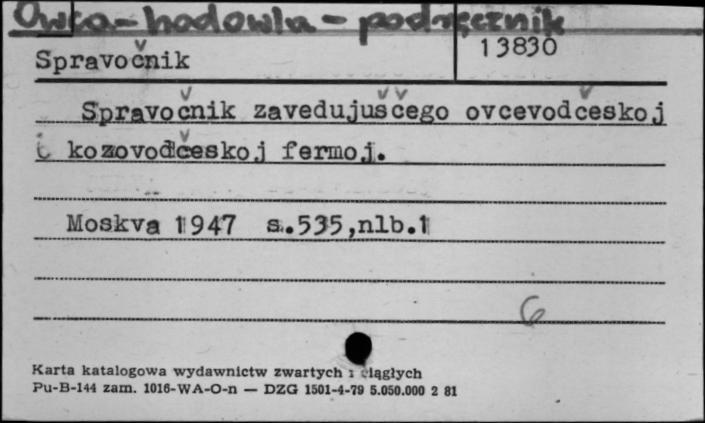 Owca - hodowla - podręcznik
13830
Spravočnik
Spravočnik zavedujuščego ovcevodčeskoj
i kozovodčeskoj fermoj.
Moskva 1947 s.535,nlb.1
6
Karta katalogowa wydawnictw zwartych i ciągłych
Pu-B-144 zam. 1016-WA-O-n — DZG 1501-4-79 5.050.000 2 81